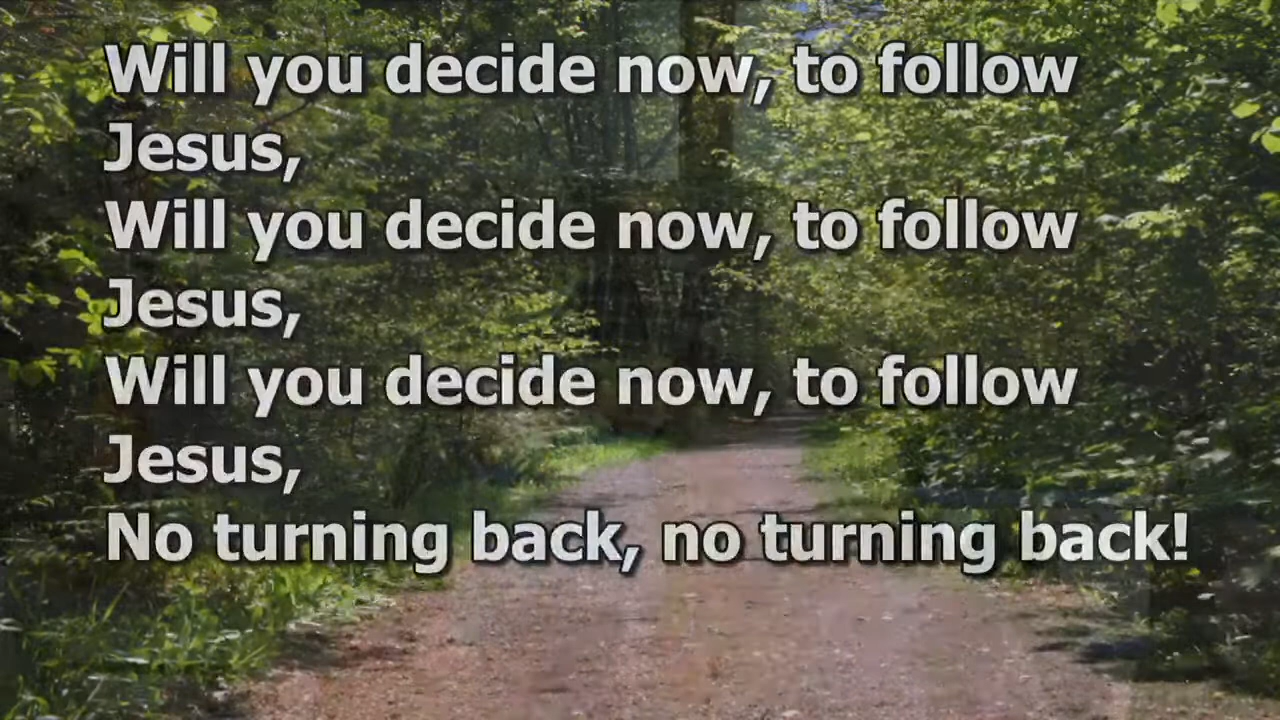 Will you decide now, to follow
Jesus,
Will you decide now, to follow
Jesus,
Will you decide now, to follow
Jesus,
No turning back, no turning back!